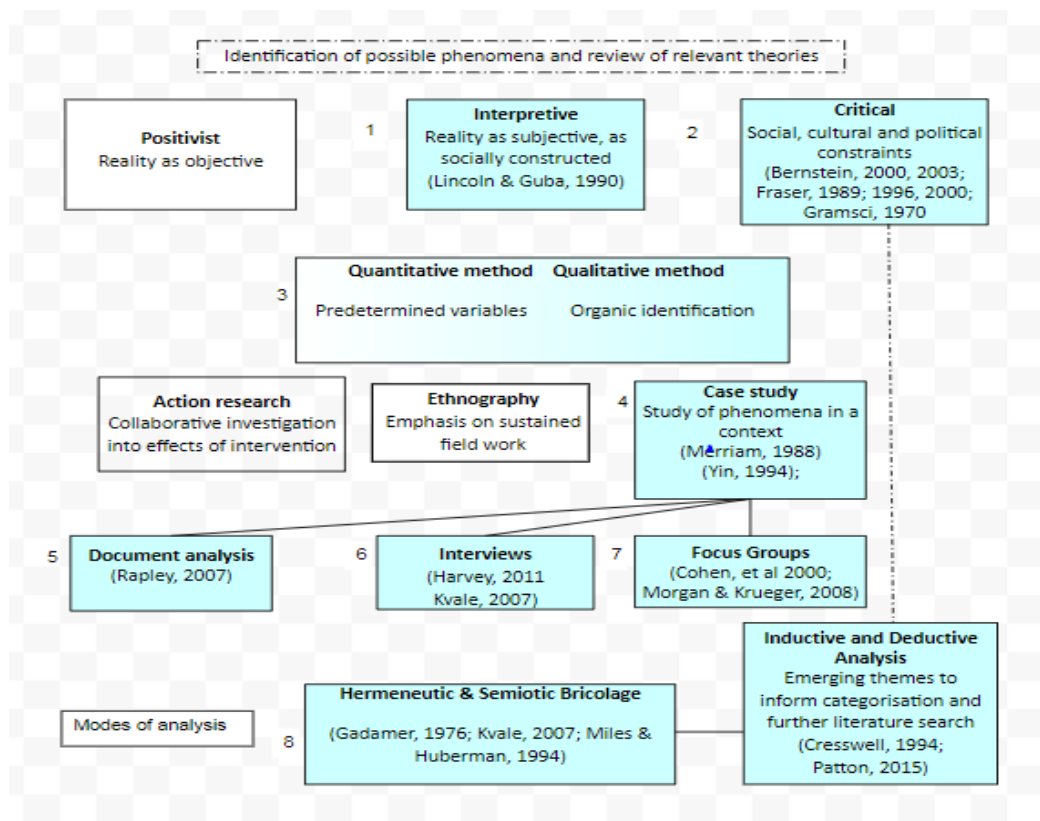 Identification of possible phenomena and review of relevant theories
Positivist
Reality as objective
1
Interpretive
Reality as subjective, as
socially constructed
(Lincoln & Guba, 1990)
2
Critical
Social, cultural and political
constraints
(Bernstein, 2000, 2003;
Fraser, 1989; 1996, 2000;
Gramsci, 1970
3
Quantitative method Qualitative method
Predetermined variables Organic identification
Action research
Collaborative investigation
into effects of intervention
Ethnography
Emphasis on sustained
field work
4
Case study
Study of phenomena in a
context
(Merriam, 1988)
(Yin, 1994);
5
Document analysis
(Rapley, 2007)
6
Interviews
(Harvey, 2011
Kvale, 2007)
7
Focus Groups
(Cohen, et al 2000;
Morgan & Krueger, 2008)
Inductive and Deductive
Analysis
Emerging themes to
inform categorisation and
further literature search
(Cresswell, 1994;
Patton, 2015)
Modes of analysis
8
Hermeneutic & Semiotic Bricolage
(Gadamer, 1976; Kvale, 2007; Miles &
Huberman, 1994)